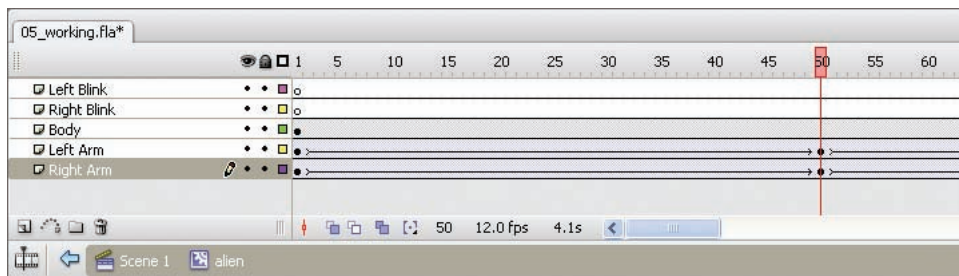 05_working.fla*
1 5 10 15 20 25 30 35 40 45 50 55 60
Left Blink
Right Blink
Body
Left Arm
Right Arm
50 12.0 fps 4.1s
Scene 1 alien